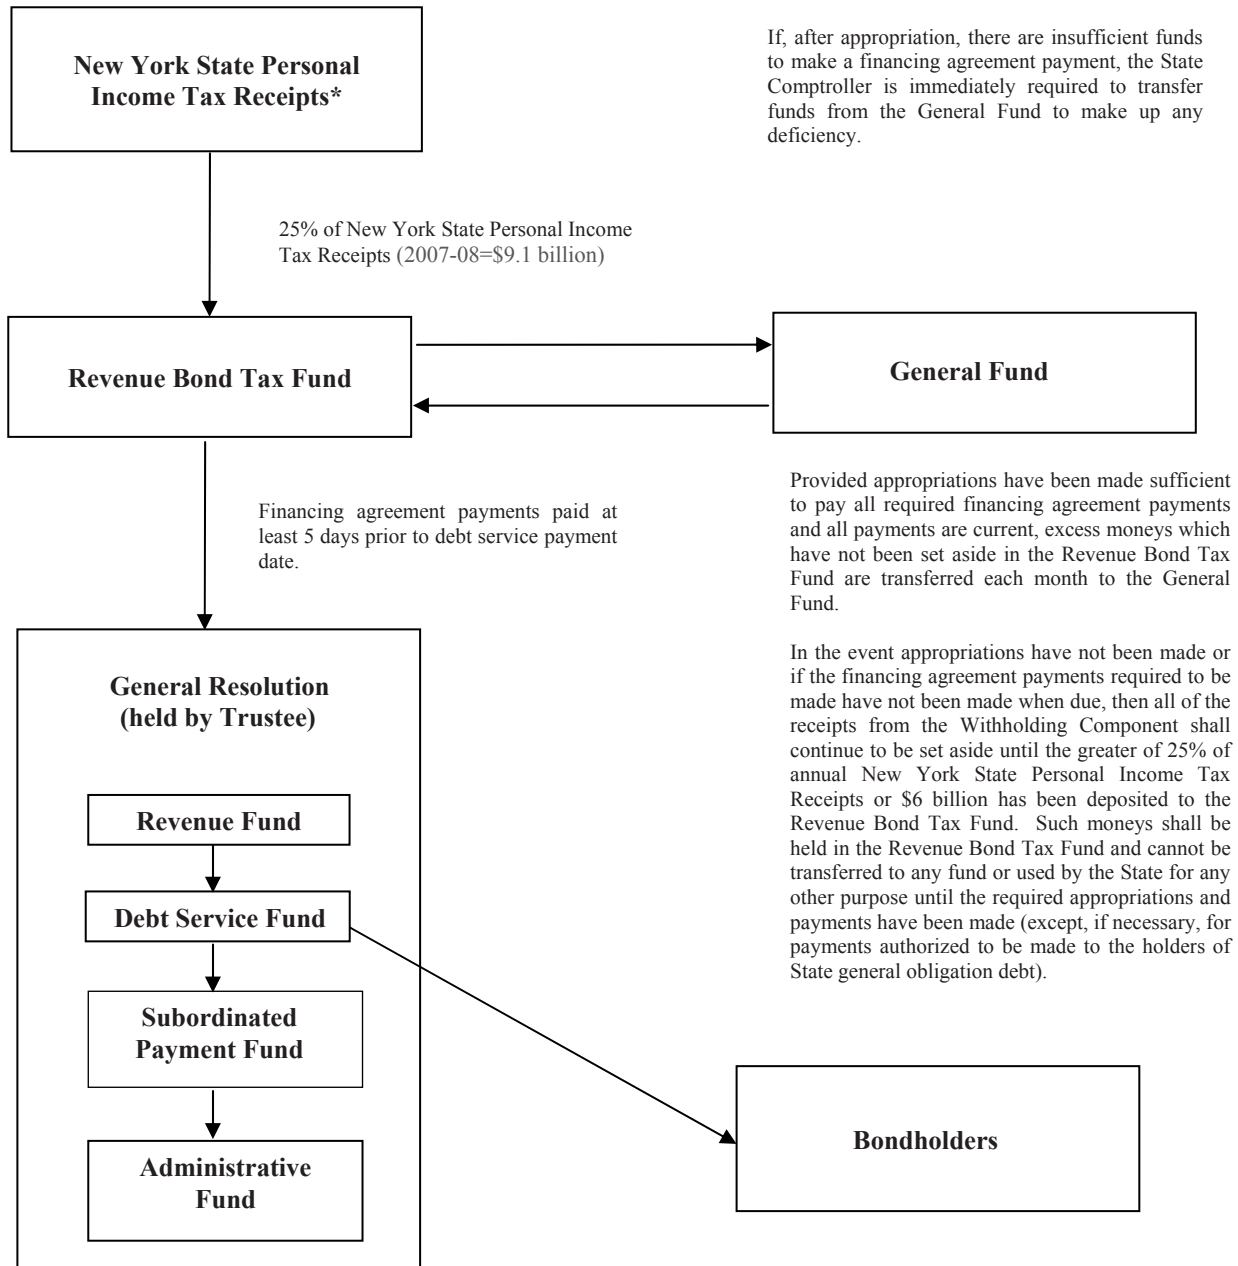 New York State Personal
Income Tax Receipts*
If, after appropriation, there are insufficient funds
to make a financing agreement payment, the State
Comptroller is immediately required to transfer
funds from the General Fund to make up any
deficiency.
25% of New York State Personal Income
Tax Receipts (2007-08=$9.1 billion)
Revenue Bond Tax Fund
General Fund
Financing agreement payments paid at
least 5 days prior to debt service payment
date.
Provided appropriations have been made sufficient
to pay all required financing agreement payments
and all payments are current, excess moneys which
have not been set aside in the Revenue Bond Tax
Fund are transferred each month to the General
Fund.
In the event appropriations have not been made or
if the financing agreement payments required to be
made have not been made when due, then all of the
receipts from the Withholding Component shall
continue to be set aside until the greater of 25% of
annual New York State Personal Income Tax
Receipts or $6 billion has been deposited to the
Revenue Bond Tax Fund. Such moneys shall be
held in the Revenue Bond Tax Fund and cannot be
transferred to any fund or used by the State for any
other purpose until the required appropriations and
payments have been made (except, if necessary, for
payments authorized to be made to the holders of
State general obligation debt).
General Resolution
(held by Trustee)
Revenue Fund
Debt Service Fund
Subordinated
Payment Fund
Administrative
Fund
Bondholders